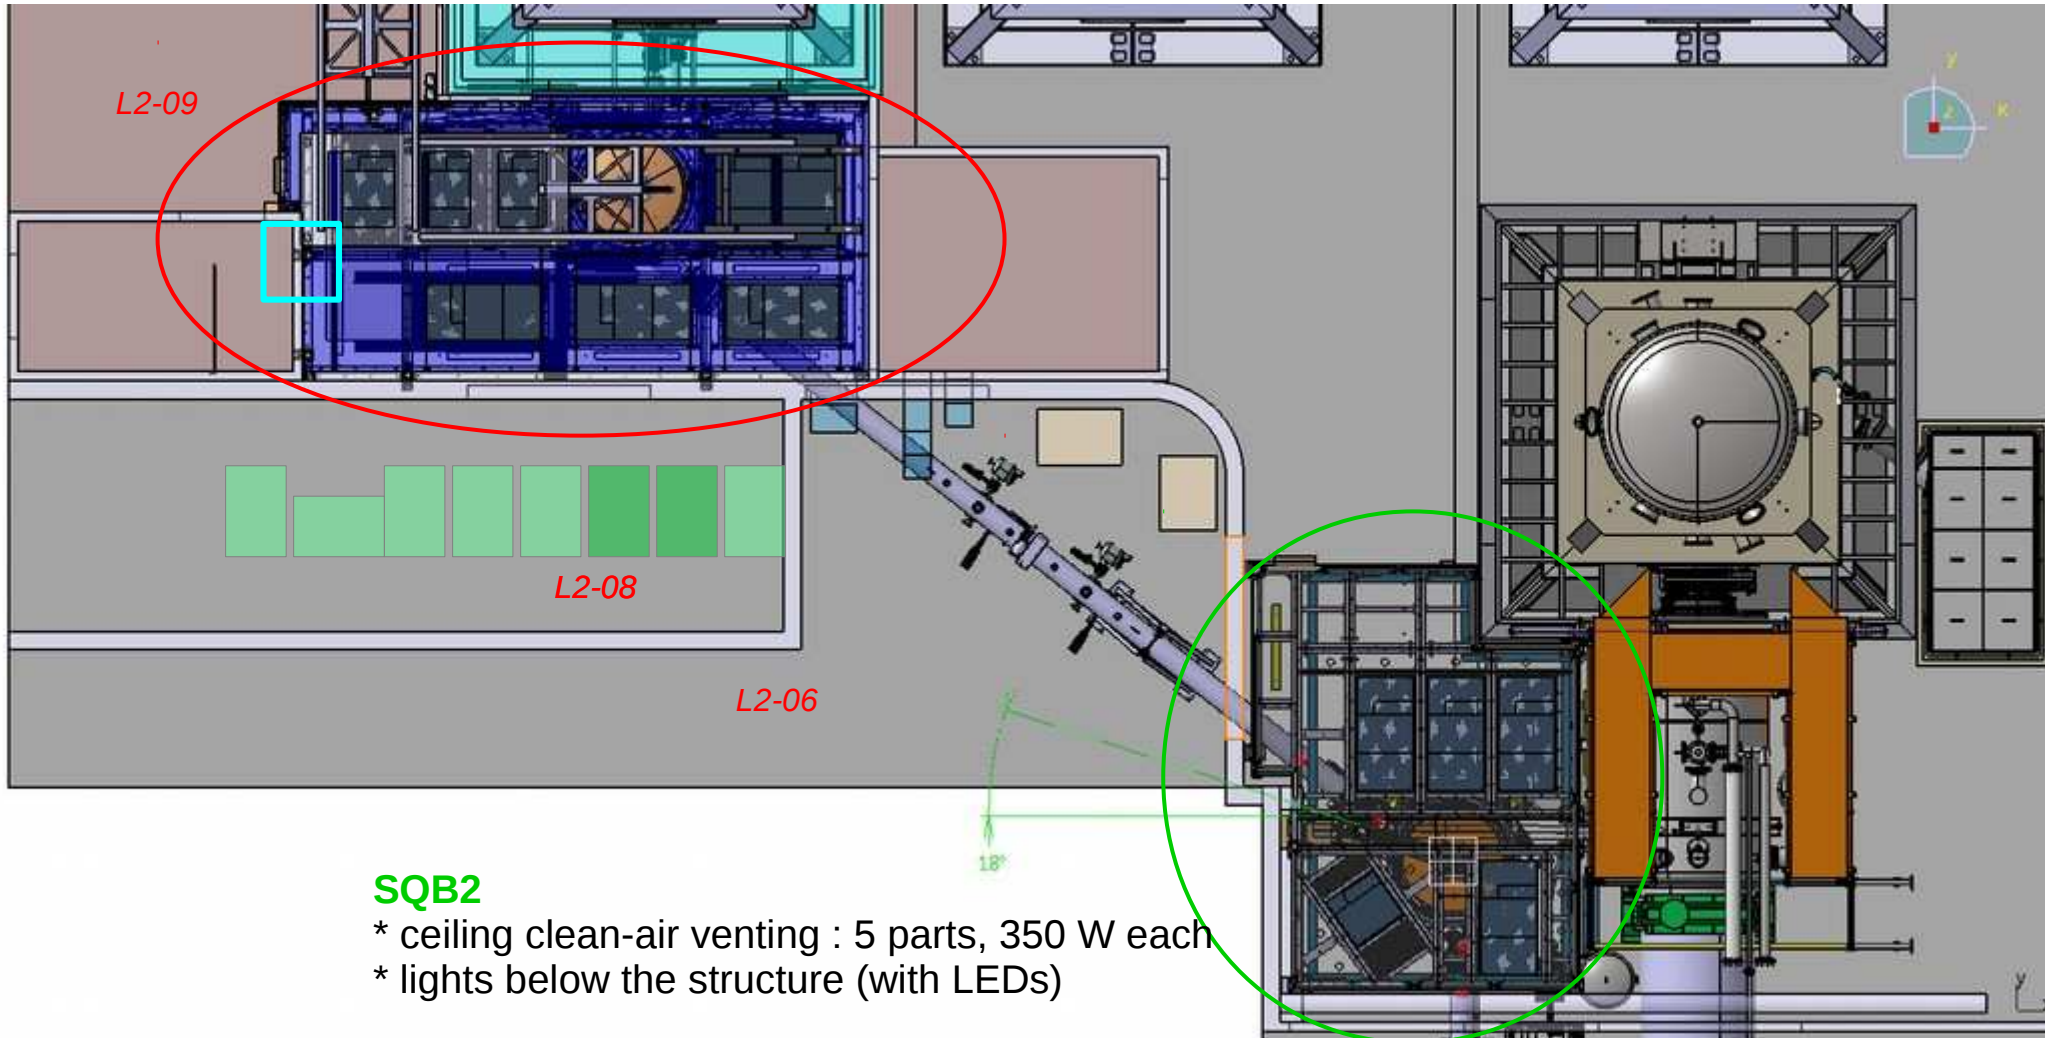 y
x
z
L2-09
L2-08
L2-06
18°
SQB2
* ceiling clean-air venting : 5 parts, 350 W each
* lights below the structure (with LEDs)
y